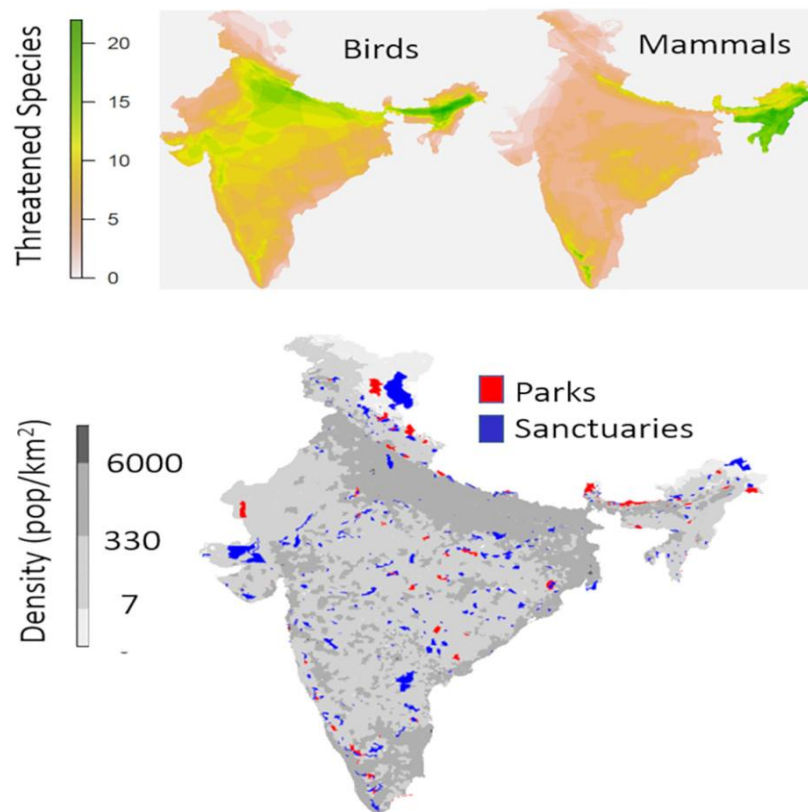 Threatened Species
20
15
10
5
0
Birds
Mammals
Density (pop/km²)
6000
330
7
-
Parks
Sanctuaries